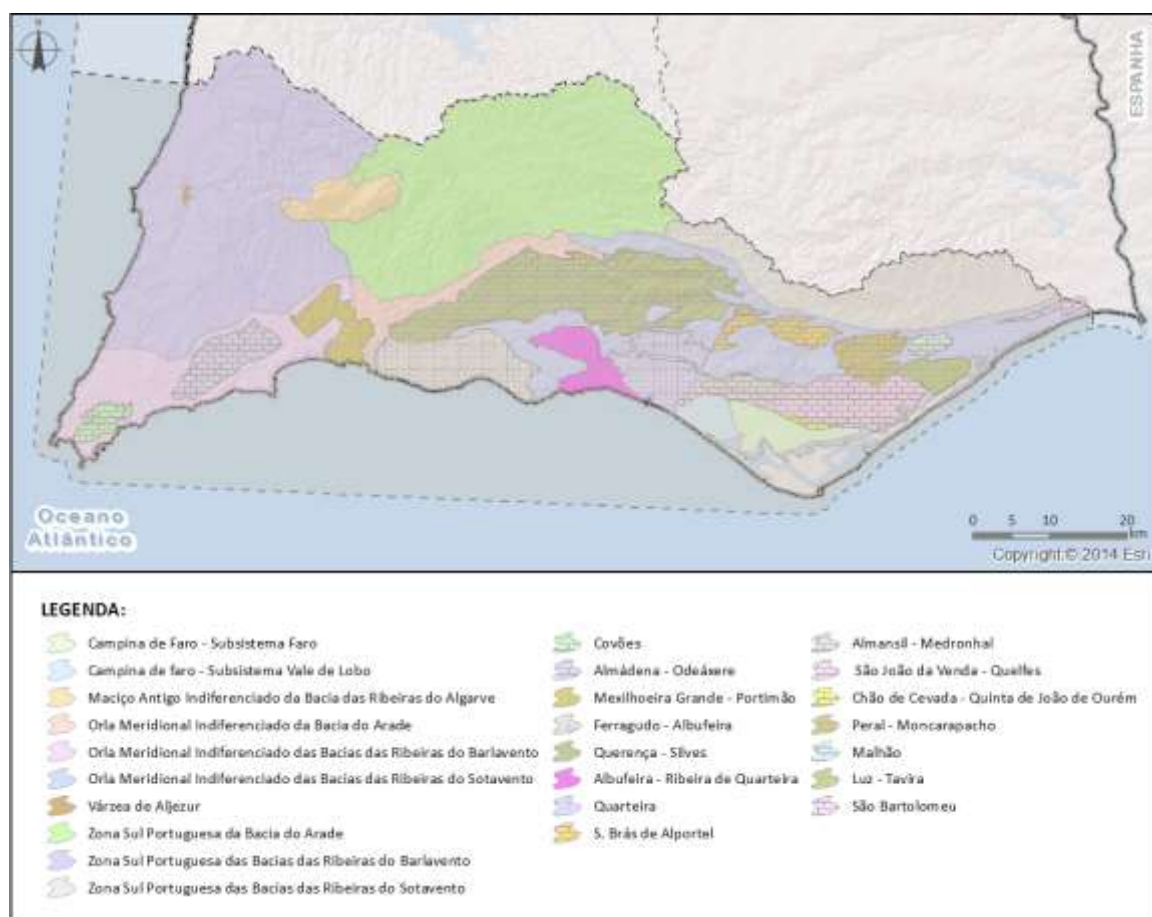 ESPANHA
Oceano
Atlântico
0 5 10 20
km
Copyright:© 2014 Esri
LEGENDA:
Campina de Faro - Subsistema Faro
Campina de faro - Subsistema Vale de Lobo
Maciço Antigo Indiferenciado da Bacia das Ribeiras do Algarve
Orla Meridional Indiferenciado da Bacia do Arade
Orla Meridional Indiferenciado das Bacias das Ribeiras do Barlavento
Orla Meridional Indiferenciado das Bacias das Ribeiras do Sotavento
Várzea de Aljezur
Zona Sul Portuguesa da Bacia do Arade
Zona Sul Portuguesa das Bacias das Ribeiras do Barlavento
Zona Sul Portuguesa das Bacias das Ribeiras do Sotavento
Covões
Almádena - Odeáxere
Mexilhoeira Grande - Portimão
Ferragudo - Albufeira
Querença - Silves
Albufeira - Ribeira de Quarteira
Quarteira
S. Brás de Alportel
Almansil - Medronhal
São João da Venda - Quelfes
Chão de Cevada - Quinta de João de Ourém
Peral - Moncarapacho
Malhão
Luz - Tavira
São Bartolomeu